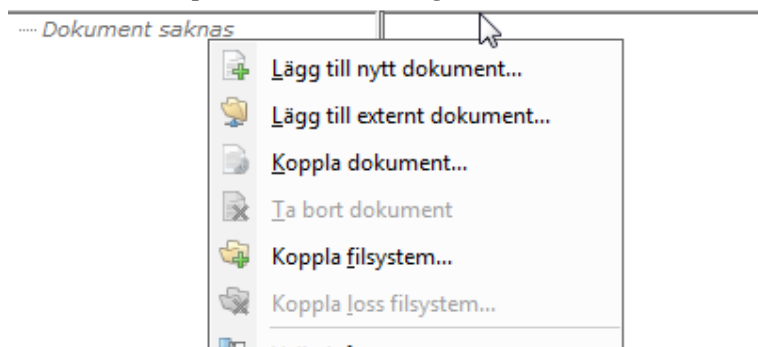 Dokument saknas
Lägg till nytt dokument...
Lägg till externt dokument...
Koppla dokument...
Ta bort dokument
Koppla filsystem...
Koppla loss filsystem...